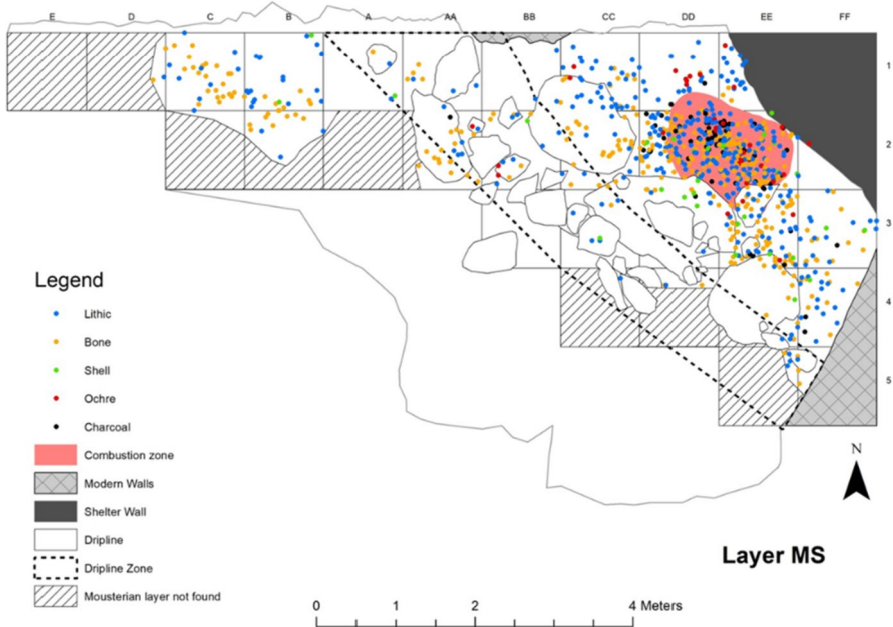 E D C B A AA BB CC DD EE FF
1
2
3
4
5
Legend
Lithic
Bone
Shell
Ochre
Charcoal
Combustion zone
Modern Walls
Shelter Wall
Dripline
Dripline Zone
Mousterian layer not found
N
Layer MS
0 1 2 4 Meters